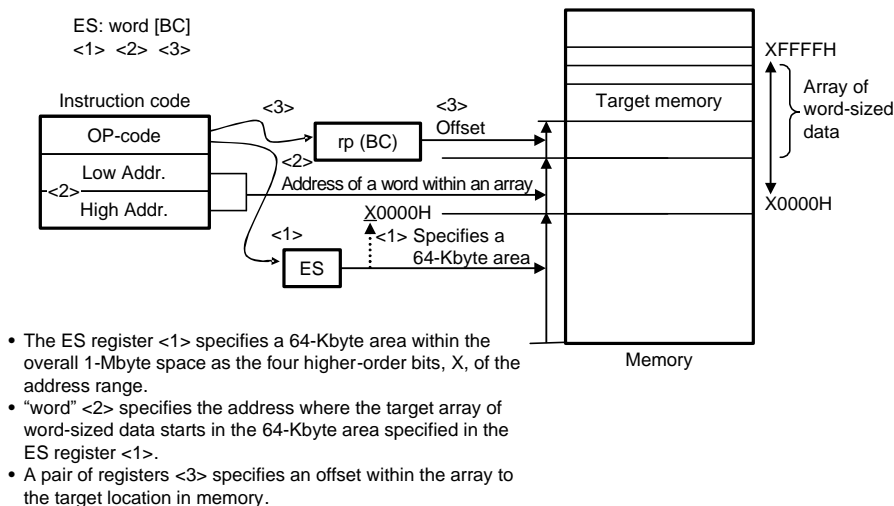 ES: word [BC]
<1> <2> <3>
XFFFFH
Array of
word-sized
data
Instruction code
<3>
<3>
Target memory
OP-code
rp (BC)
Offset
<2>
Low Addr.
<2>
Address of a word within an array
High Addr.
X0000H
X0000H
<1>
<1> Specifies a
64-Kbyte area
ES
Memory
• The ES register <1> specifies a 64-Kbyte area within the
overall 1-Mbyte space as the four higher-order bits, X, of the
address range.
• “word” <2> specifies the address where the target array of
word-sized data starts in the 64-Kbyte area specified in the
ES register <1>.
• A pair of registers <3> specifies an offset within the array to
the target location in memory.